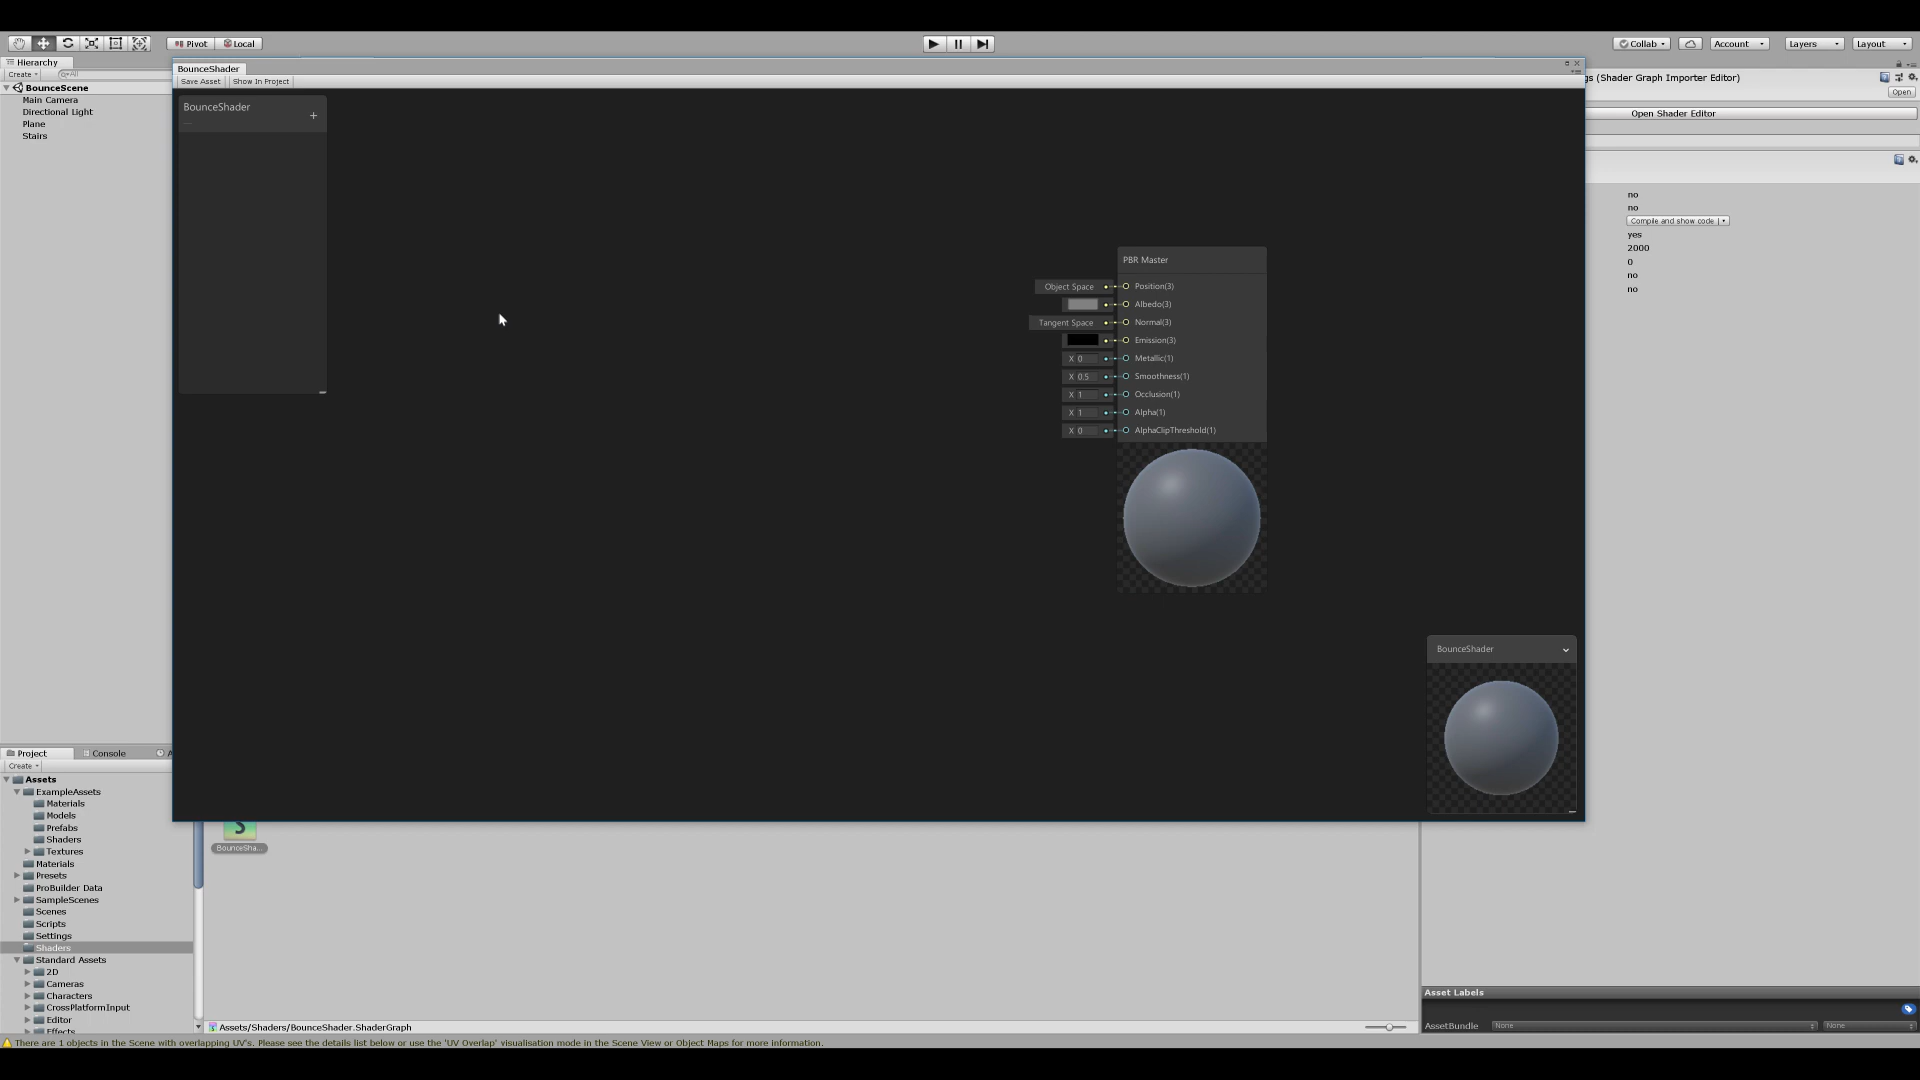 Pivot
Local
Collab
Account
Layers
Layout
Hierarchy
Create
All
BounceScene
Main Camera
Directional Light
Plane
Stairs
BounceShader
Save Asset
Show In Project
BounceShader
+
PBR Master
Object Space
Position(3)
Albedo(3)
Tangent Space
Normal(3)
Emission(3)
X 0
Metallic(1)
X 0.5
Smoothness(1)
X 1
Occlusion(1)
X 1
Alpha(1)
X 0
AlphaClipThreshold(1)
BounceShader
gs (Shader Graph Importer Editor)
Open
Open Shader Editor
no
no
Compile and show code
yes
2000
0
no
no
Project
Console
A
Create
Assets
ExampleAssets
Materials
Models
Prefabs
Shaders
Textures
Materials
Presets
ProBuilder Data
SampleScenes
Scenes
Scripts
Settings
Shaders
Standard Assets
2D
Cameras
Characters
CrossPlatformInput
Editor
Effects
S
BounceSha...
Assets/Shaders/BounceShader.ShaderGraph
Asset Labels
AssetBundle
None
None
There are 1 objects in the Scene with overlapping UV's. Please see the details list below or use the 'UV Overlap' visualisation mode in the Scene View or Object Maps for more information.